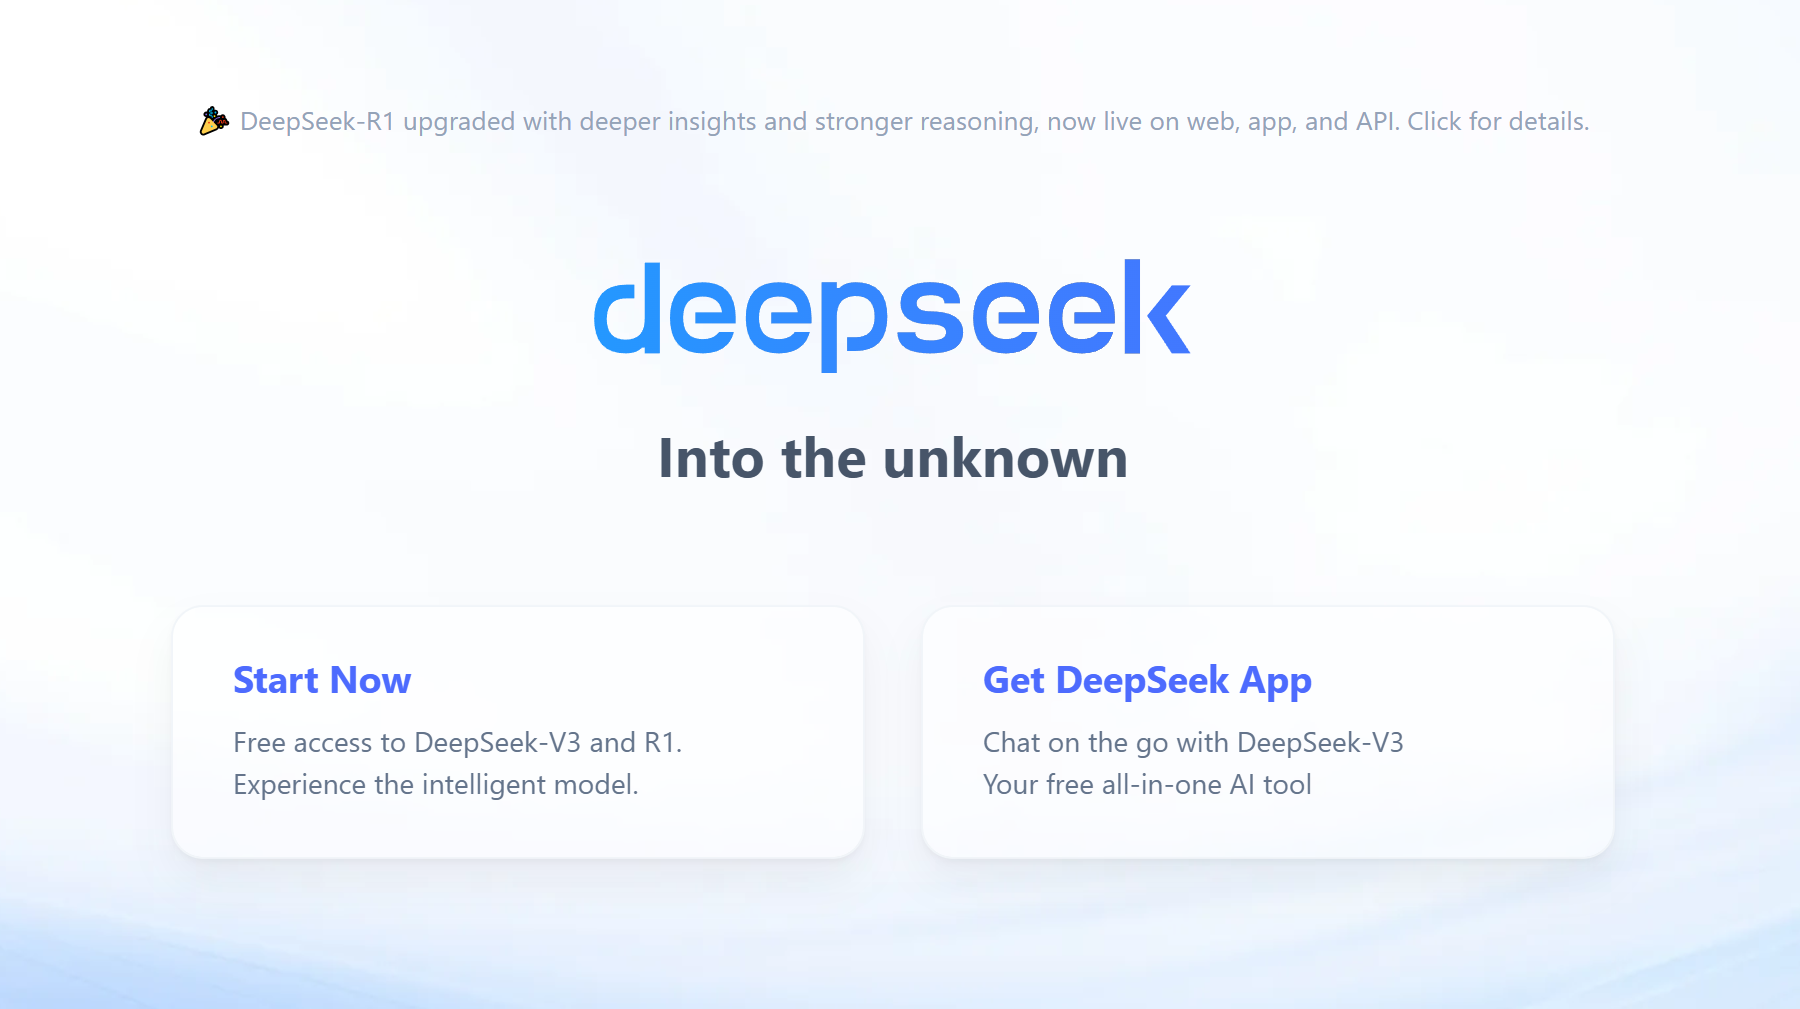 🎉 DeepSeek-R1 upgraded with deeper insights and stronger reasoning, now live on web, app, and API. Click for details.
deepseek
Into the unknown
Start Now
Free access to DeepSeek-V3 and R1.
Experience the intelligent model.
Get DeepSeek App
Chat on the go with DeepSeek-V3
Your free all-in-one AI tool